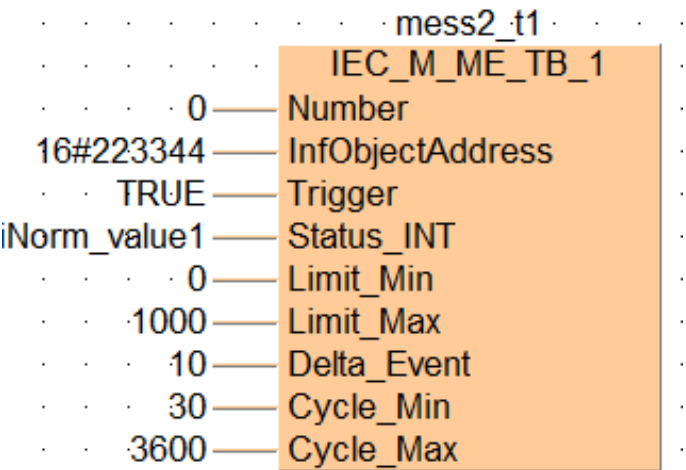 mess2_t1
IEC_M_ME_TB_1
0 Number
16#223344 InfObjectAddress
TRUE Trigger
iNorm_value1 Status_INT
0 Limit_Min
1000 Limit_Max
10 Delta_Event
30 Cycle_Min
3600 Cycle_Max